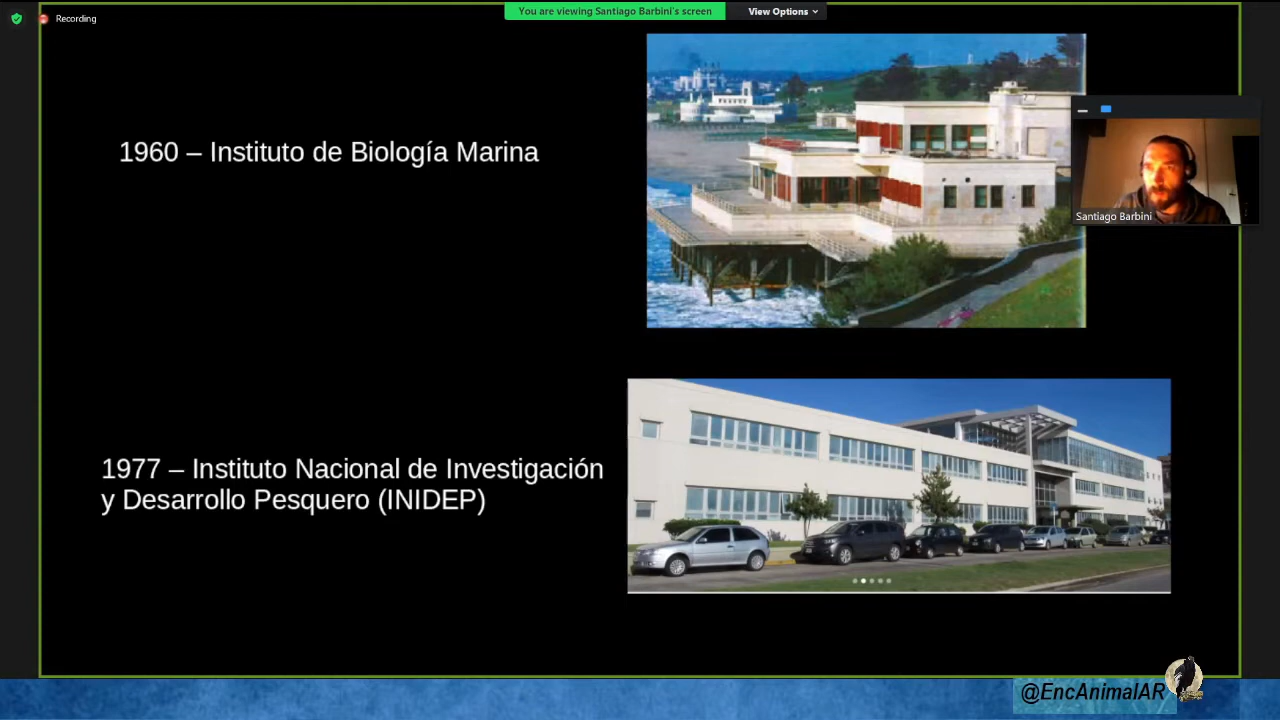 Recording
You are viewing Santiago Barbini's screen
View Options
1960 – Instituto de Biología Marina
Santiago Barbini
1977 – Instituto Nacional de Investigación
y Desarrollo Pesquero (INIDEP)
@EncAnimalAR